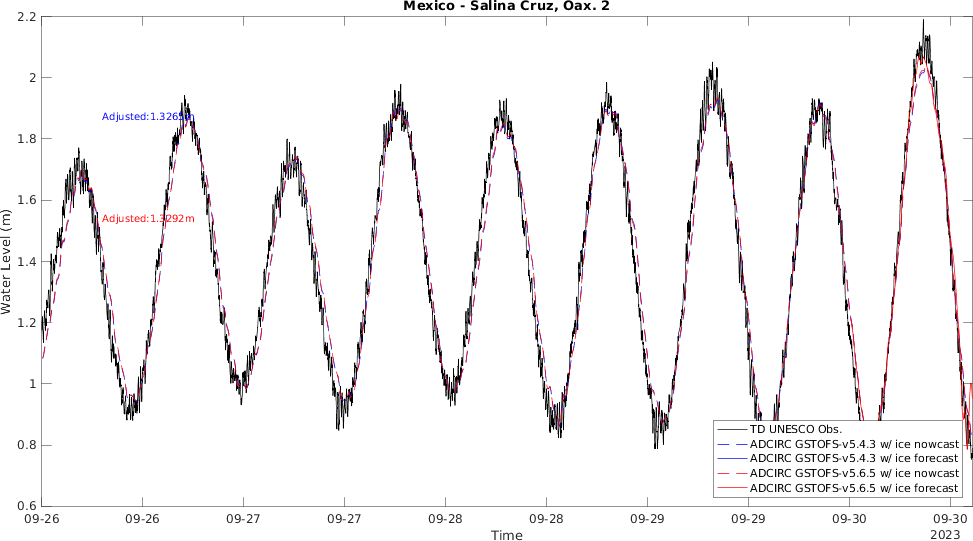 Mexico - Salina Cruz, Oax. 2
Water Level (m)
2.2
2
1.8
1.6
1.4
1.2
1
0.8
0.6
Adjusted:1.3292m
TD UNESCO Obs.
ADCIRC GSTOFS-v5.4.3 w/ ice nowcast
ADCIRC GSTOFS-v5.4.3 w/ ice forecast
ADCIRC GSTOFS-v5.6.5 w/ ice nowcast
ADCIRC GSTOFS-v5.6.5 w/ ice forecast
09-26 09-26 09-27 09-27 09-28 09-28 09-29 09-29 09-30 09-30
2023
Time